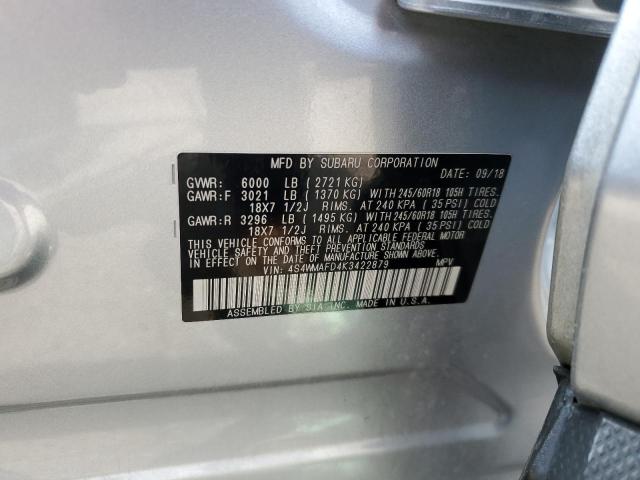 MFD BY SUBARU CORPORATION
DATE: 09/18
GVWR: 6000 LB (2721 KG)
GAWR:F 3021 LB (1370 KG) WITH 245/60R18 105H TIRES.
18X7 1/2J RIMS. AT 240 KPA (35 PSI) COLD
GAWR:R 3296 LB (1495 KG) WITH 245/60R18 105H TIRES.
18X7 1/2J RIMS. AT 240 KPA (35 PSI) COLD
THIS VEHICLE CONFORMS TO ALL APPLICABLE FEDERAL MOTOR
VEHICLE SAFETY AND THEFT PREVENTION STANDARDS
IN EFFECT ON THE DATE OF MANUFACTURE SHOWN ABOVE.
VIN: 4S4WMAFD4K3422879 MPV
ASSEMBLED BY SIA, INC. MADE IN U.S.A.